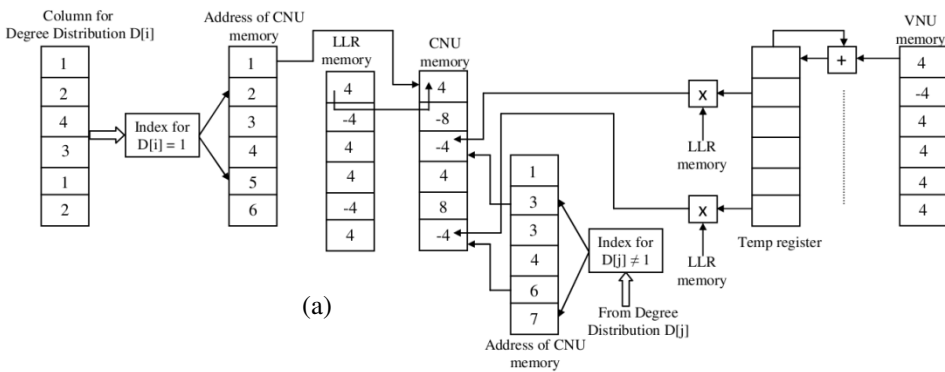 Column for
Degree Distribution D[i]
1
2
4
3
1
2
Index for
D[i] = 1
Address of CNU
memory
1
2
3
4
5
6
LLR
memory
4
-4
4
4
-4
4
CNU
memory
4
-8
-4
4
8
-4
1
3
3
4
6
7
Address of CNU
memory
Index for
D[j] ≠ 1
From Degree
Distribution D[j]
x
LLR
memory
x
LLR
memory
Temp register
+
VNU
memory
4
-4
4
4
4
4
(a)